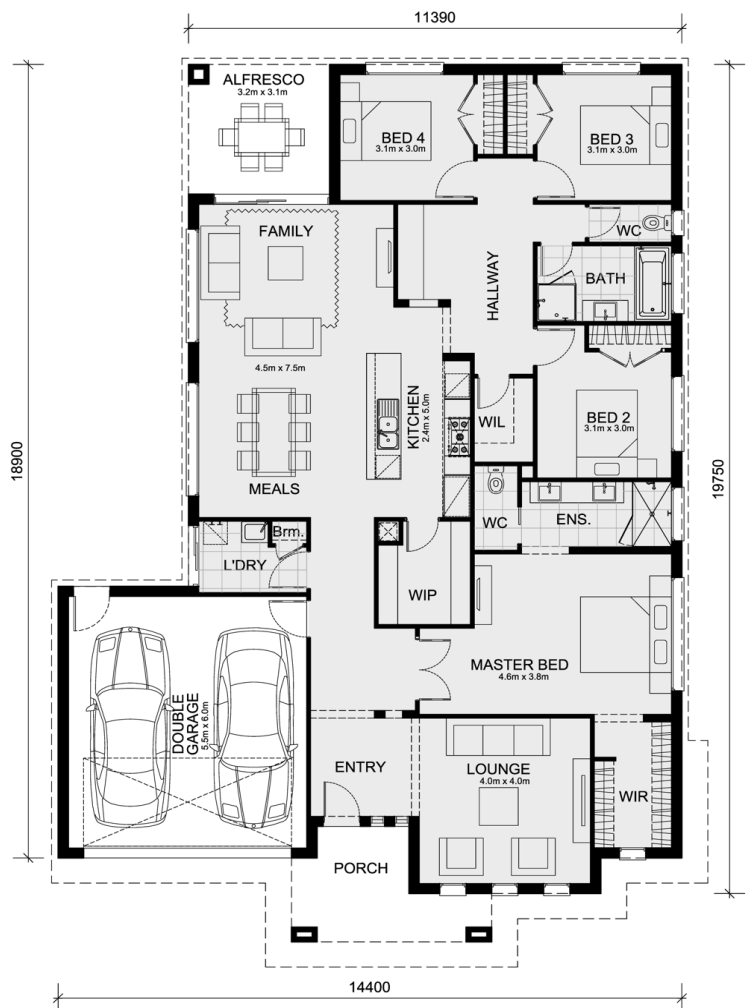 11390
ALFRESCO
3.2m x 3.1m
BED 4
3.1m x 3.0m
BED 3
3.1m x 3.0m
FAMILY
WC
HALLWAY
BATH
4.5m x 7.5m
KITCHEN
2.4m x 5.0m
WIL
BED 2
3.1m x 3.0m
18900
19750
MEALS
WC
ENS.
Brm.
L'DRY
WIP
MASTER BED
4.6m x 3.8m
DOUBLE
GARAGE
5.5m x 6.0m
ENTRY
LOUNGE
4.0m x 4.0m
WIR
PORCH
14400